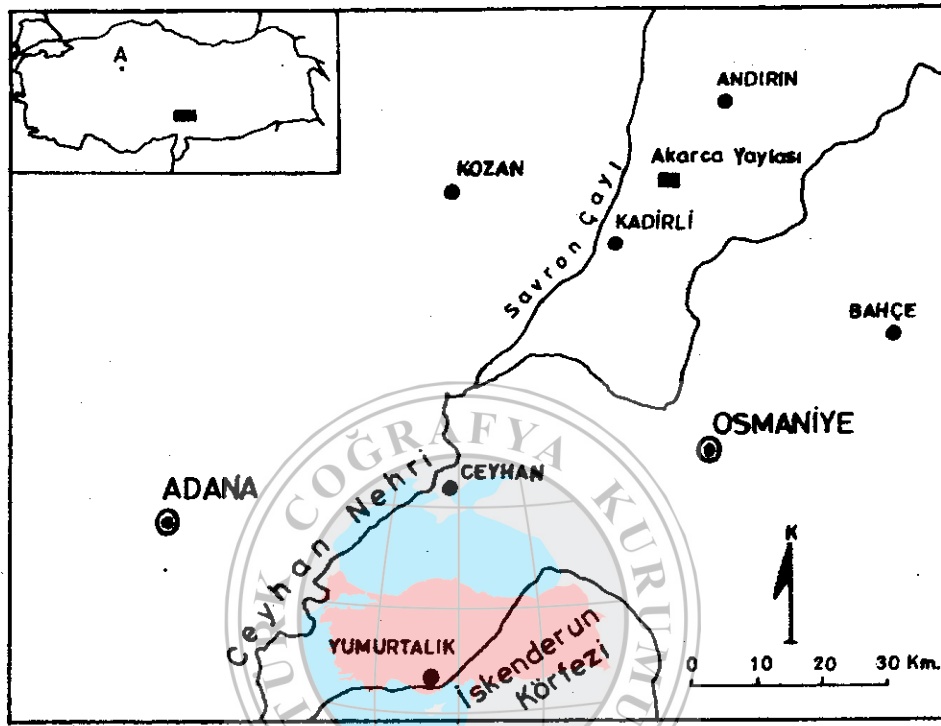 A
ANDIRIN
Akarca Yaylası
KOZAN
KADİRLİ
Savron Çayı
BAHÇE
OSMANİYE
ADANA
CEYHAN
Ceyhan Nehri
YUMURTALIK
İskenderun
Körfezi
K
0 10 20 30 Km.
TÜRK COĞRAFYA KURUMU